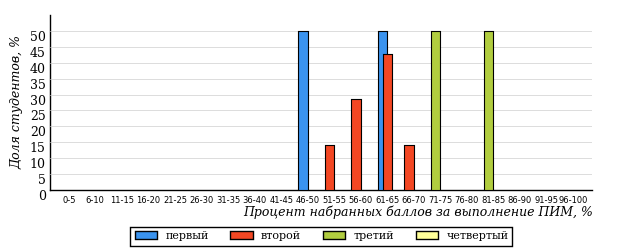 Доля студентов, %
50
45
40
35
30
25
20
15
10
5
0
0-5 6-10 11-15 16-20 21-25 26-30 31-35 36-40 41-45 46-50 51-55 56-60 61-65 66-70 71-75 76-80 81-85 86-90 91-95 96-100
Процент набранных баллов за выполнение ПИМ, %
первый второй третий четвертый